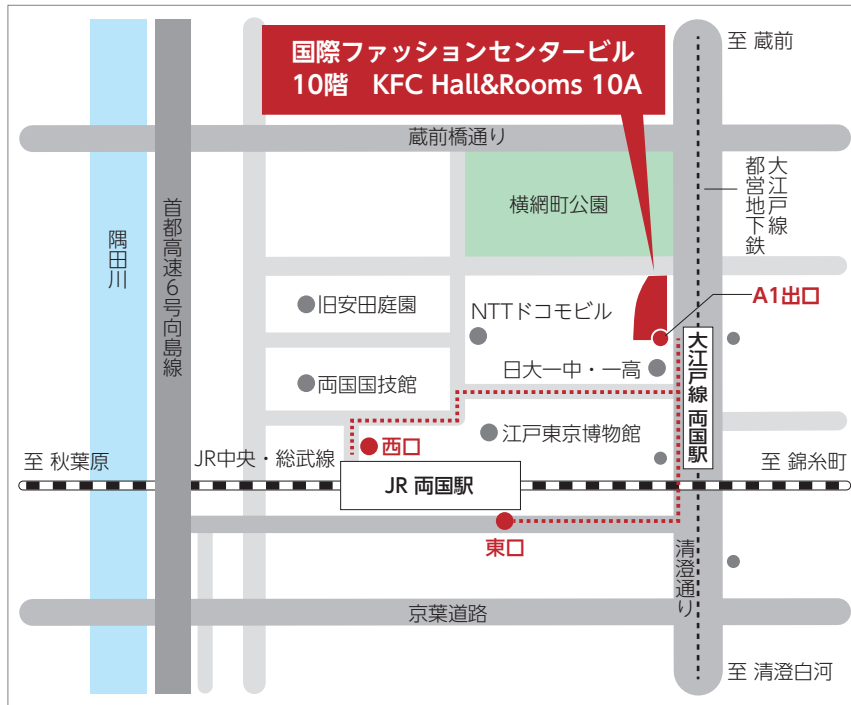 国際ファッションセンタービル
10階　KFC Hall&Rooms 10A
至 蔵前
蔵前橋通り
都営地下鉄
大江戸線
横網町公園
隅田川
首都高速6号向島線
旧安田庭園
NTTドコモビル
A1出口
大江戸線 両国駅
日大一中・一高
両国国技館
江戸東京博物館
西口
JR中央・総武線
至 秋葉原
至 錦糸町
JR 両国駅
東口
清澄通り
京葉道路
至 清澄白河